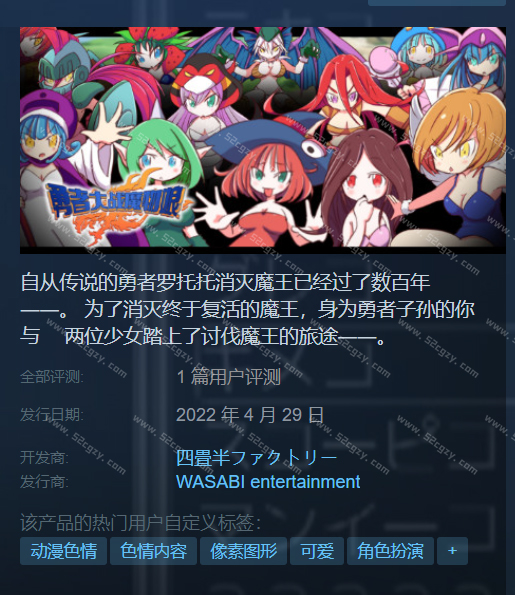 勇者大战魔物娘
自从传说的勇者罗托托消灭魔王已经过了数百年
——。 为了消灭终于复活的魔王，身为勇者子孙的你
与 两位少女踏上了讨伐魔王的旅途——。
全部评测: 1 篇用户评测
发行日期: 2022 年 4 月 29 日
开发商: 四畳半ファクトリー
发行商: WASABI entertainment
该产品的热门用户自定义标签:
动漫色情 色情内容 像素图形 可爱 角色扮演 +
www.52cgzy.com